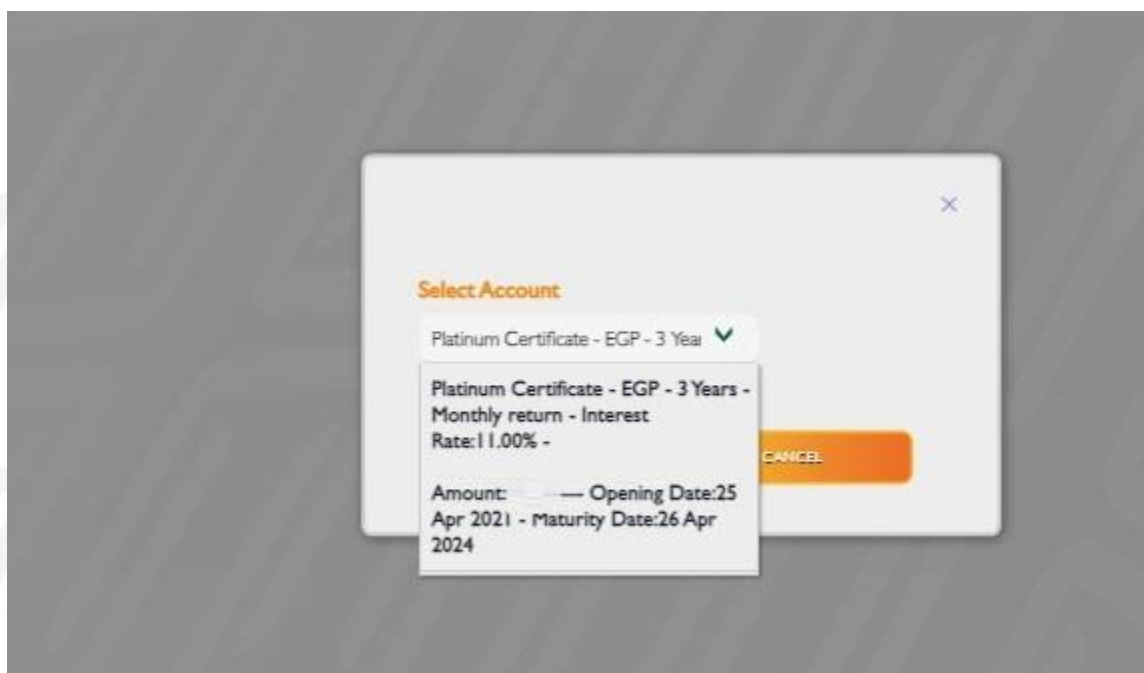 Select Account
Platinum Certificate - EGP - 3 Year
Platinum Certificate - EGP - 3 Years -
Monthly return - Interest
Rate:11.00% -
Amount: — Opening Date:25
Apr 2021 - Maturity Date:26 Apr
2024
CANCEL